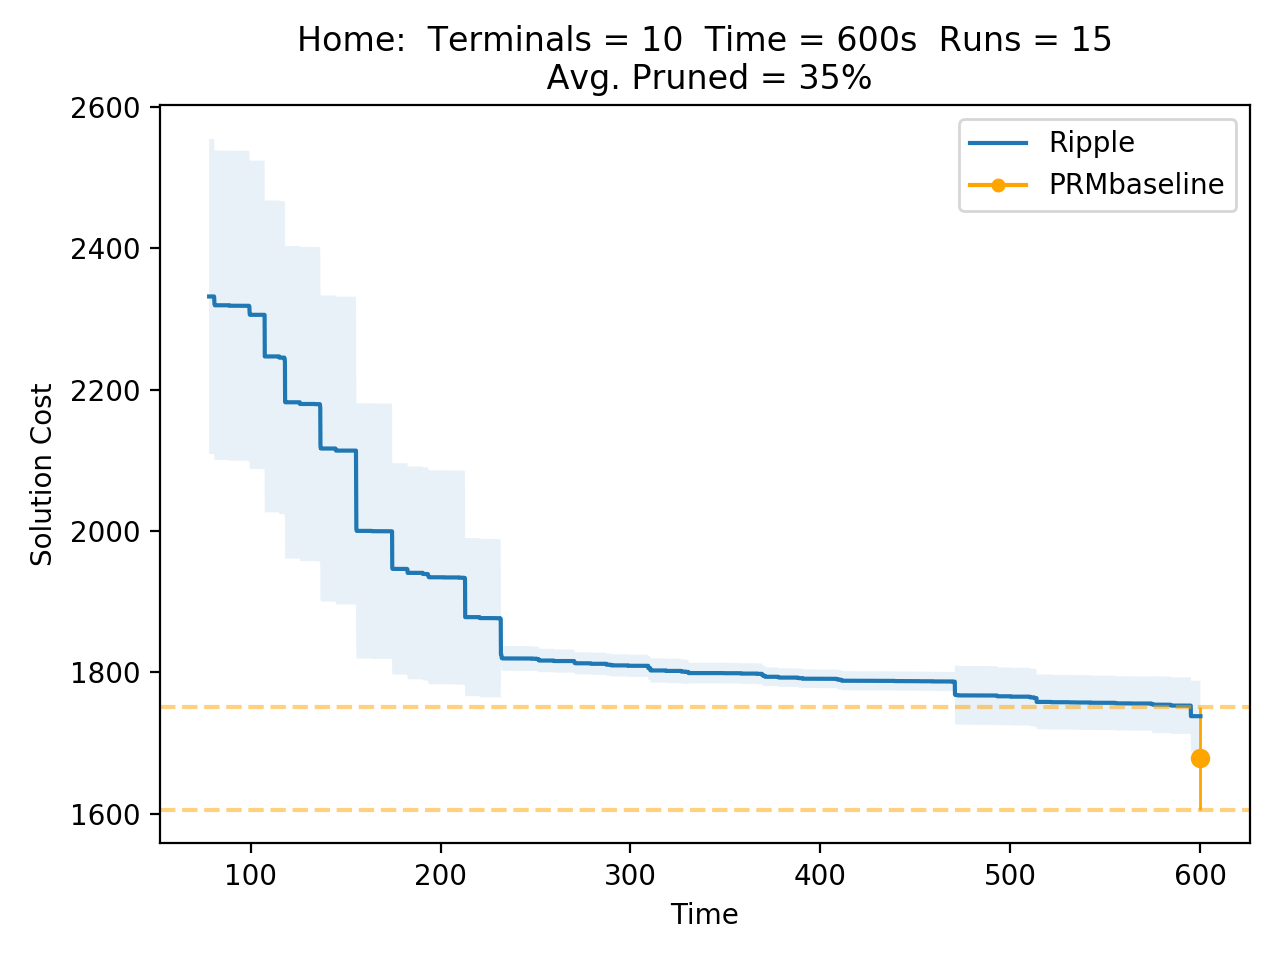 Home:  Terminals = 10  Time = 600s  Runs = 15
Avg. Pruned = 35%
2600
2400
2200
2000
1800
1600
Solution Cost
Ripple
PRMbaseline
100 200 300 400 500 600
Time